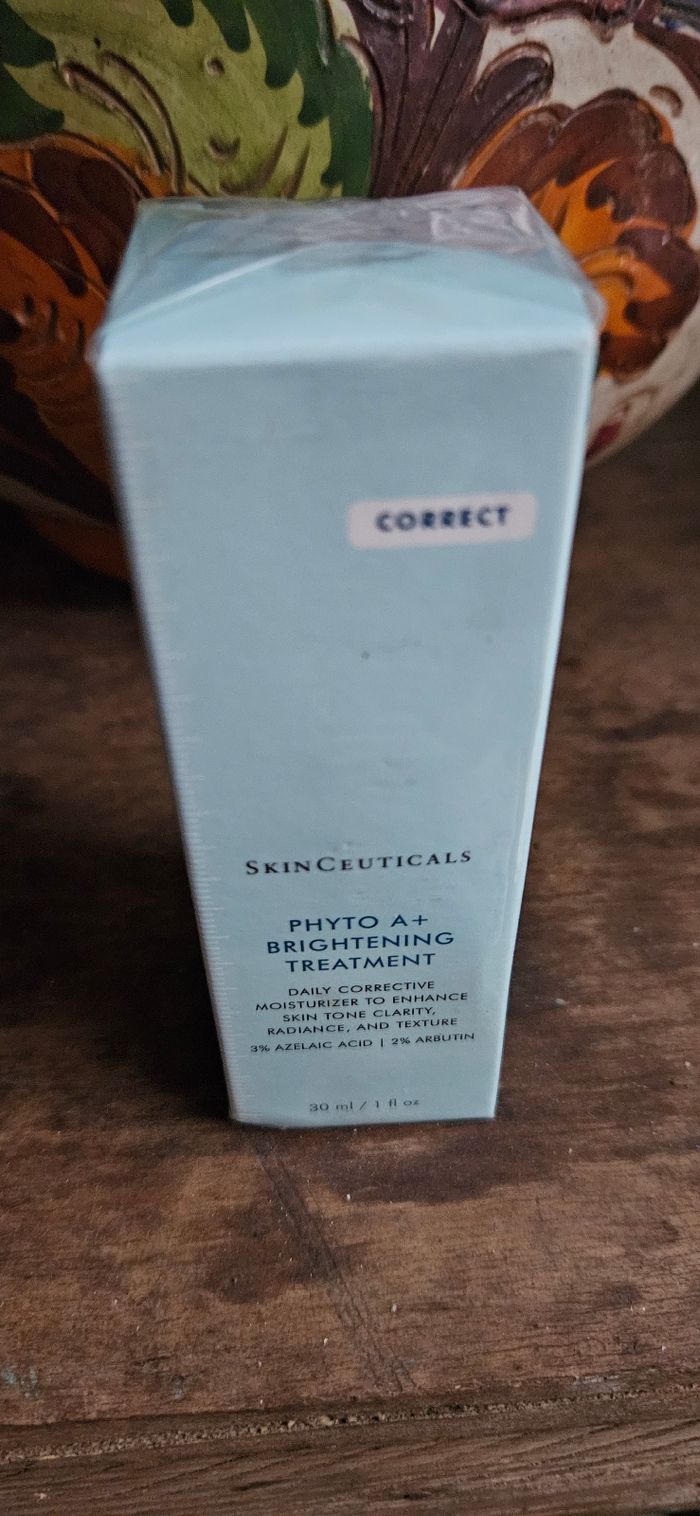 CORRECT
SKINCEUTICALS
PHYTO A+
BRIGHTENING
TREATMENT
DAILY CORRECTIVE
MOISTURIZER TO ENHANCE
SKIN TONE CLARITY,
RADIANCE, AND TEXTURE
3% AZELAIC ACID | 2% ARBUTIN
30 ml / 1 fl oz